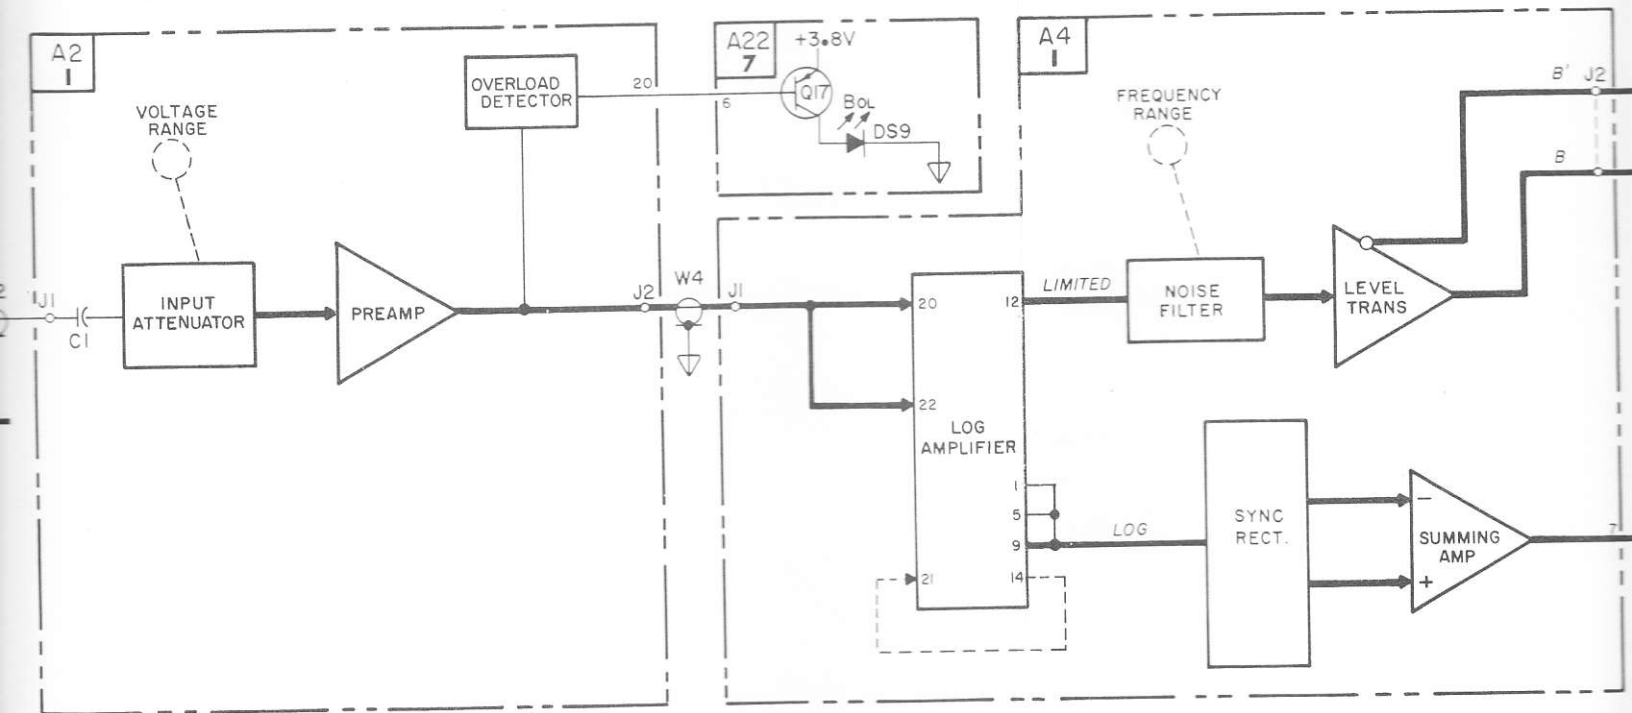 A2
1
VOLTAGE
RANGE
OVERLOAD
DETECTOR
20
A22
7
+3.8V
6
Q17
BOL
DS9
A4
1
FREQUENCY
RANGE
B'
J2
B
2
J1
C1
INPUT
ATTENUATOR
PREAMP
J2
W4
J1
20
12
LIMITED
NOISE
FILTER
LEVEL
TRANS
22
LOG
AMPLIFIER
1
5
9
LOG
21
14
SYNC
RECT.
−
+
SUMMING
AMP
7